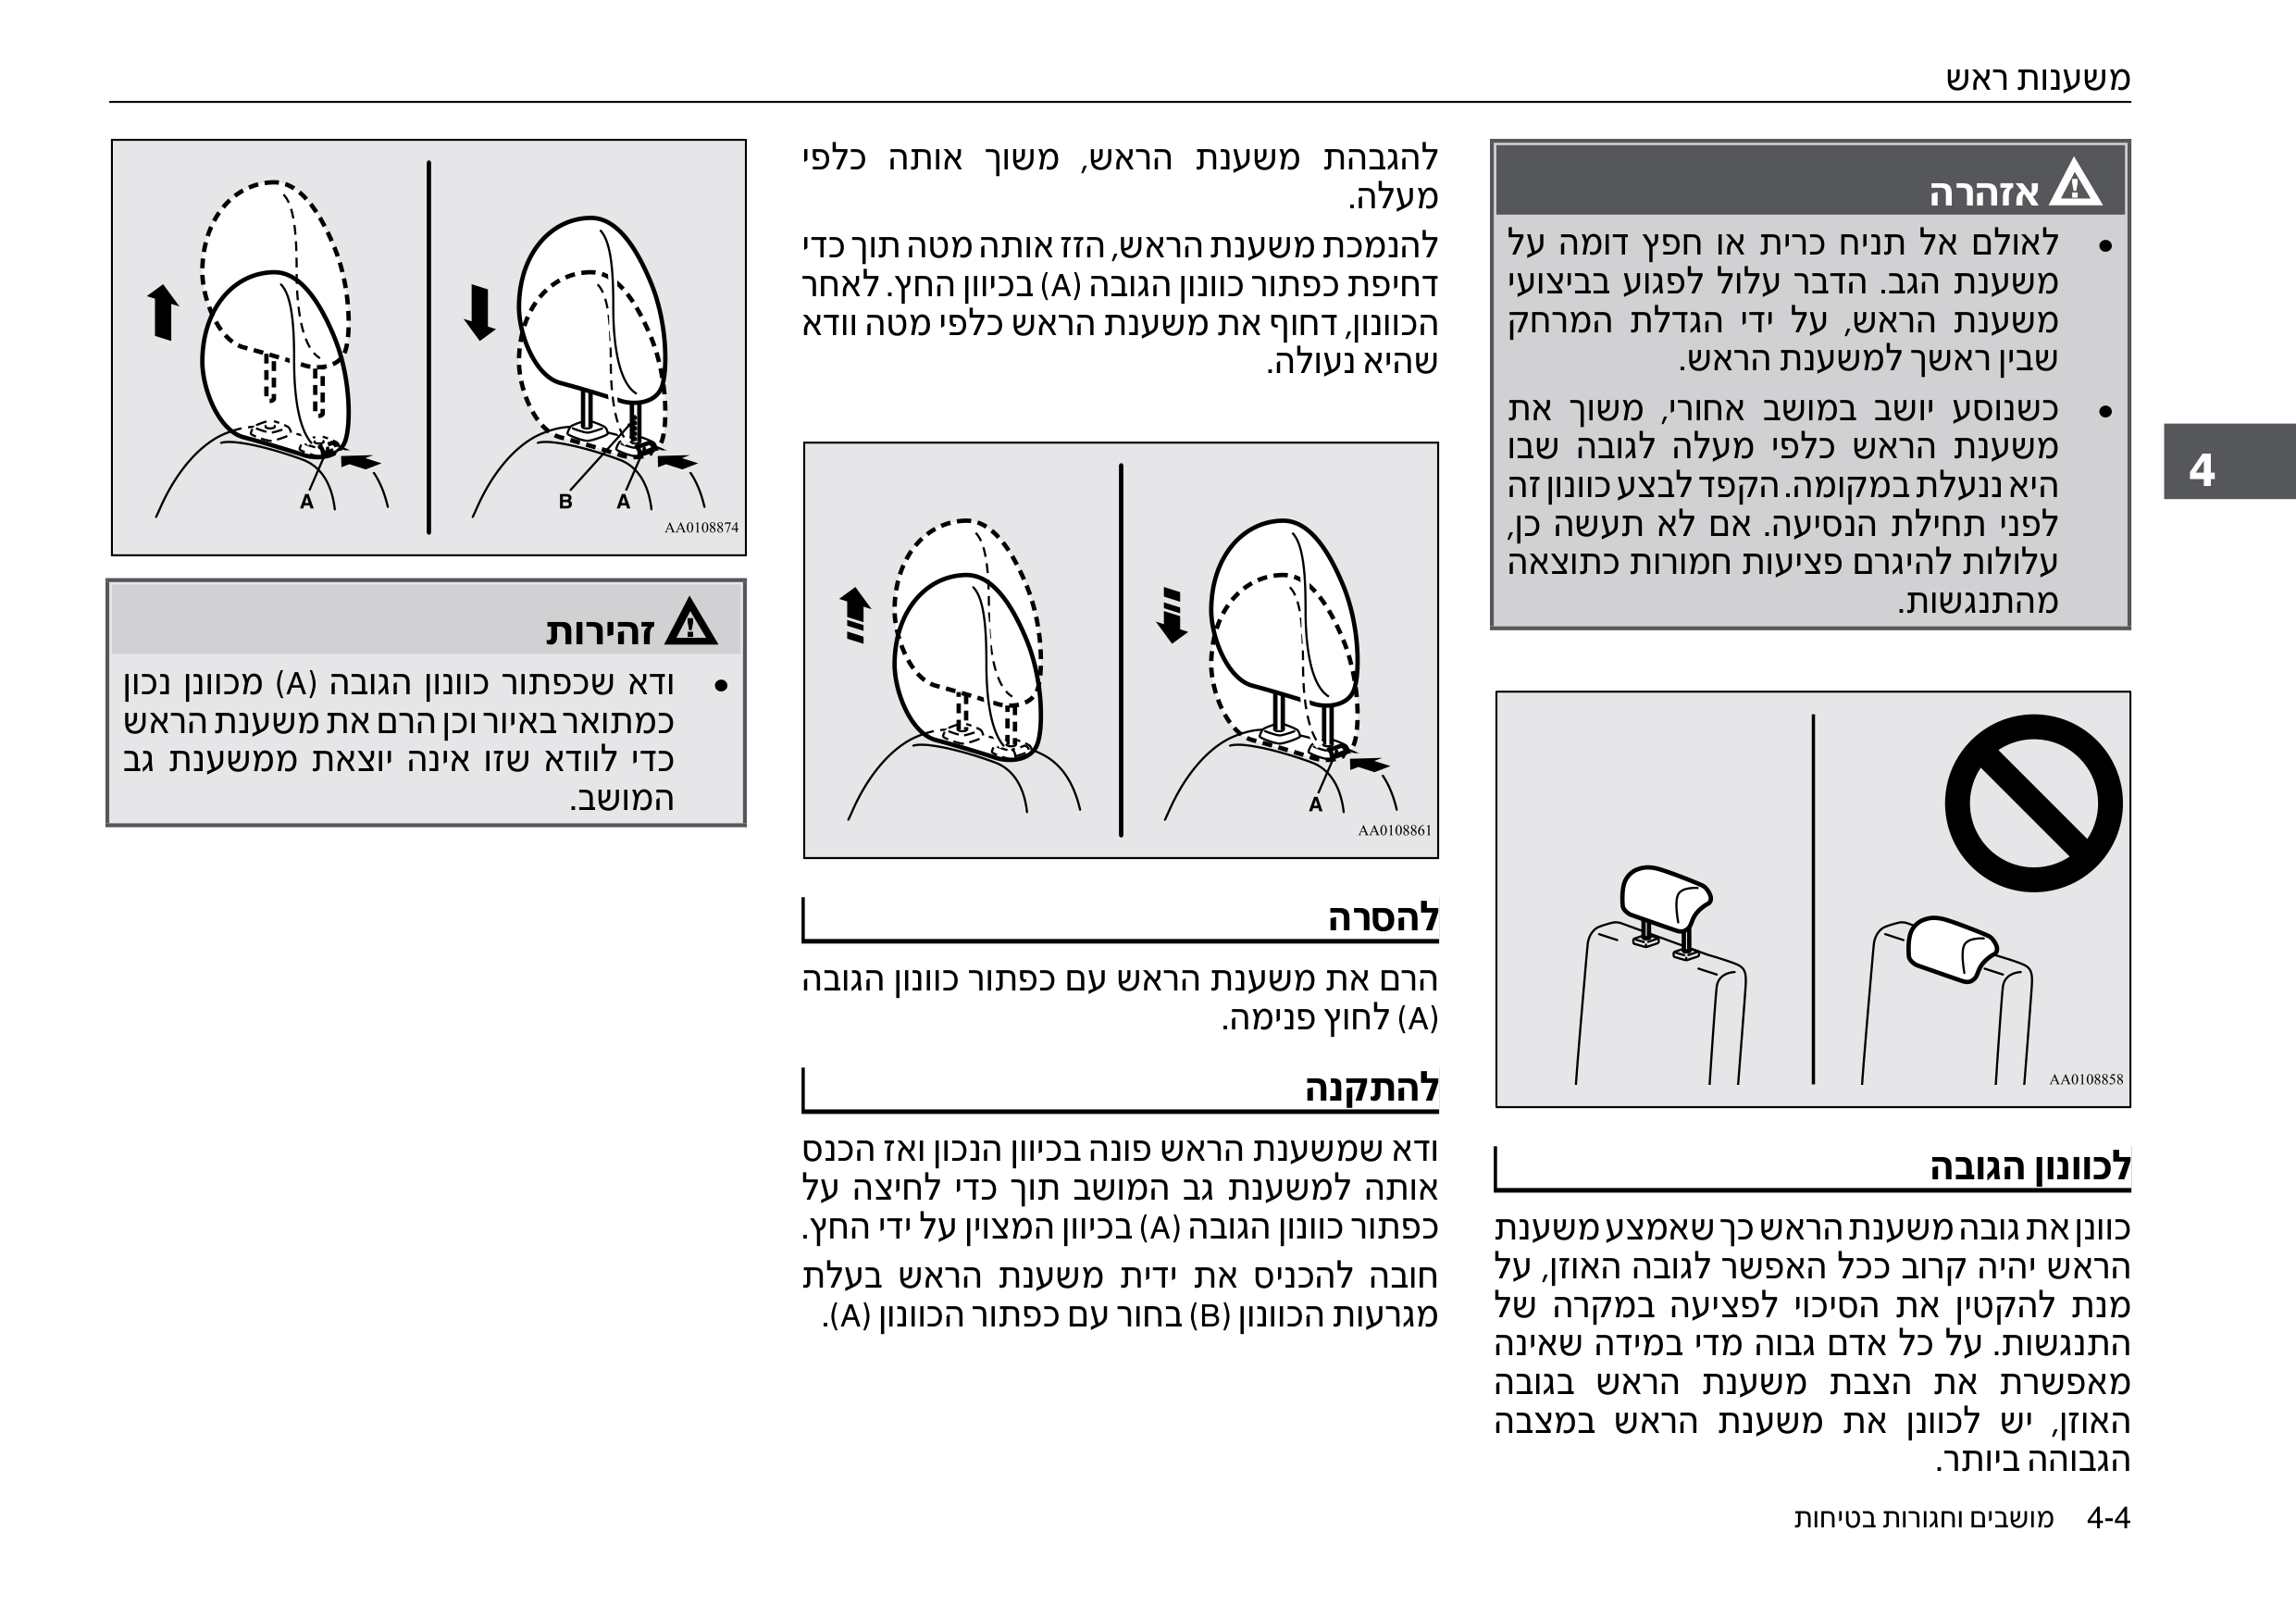 משענות ראש
אזהרה
• לאולם אל תניח כרית או חפץ דומה על
משענת הגב. הדבר עלול לפגוע בביצועי
משענת הראש, על ידי הגדלת המרחק
שבין ראשך למשענת הראש.
• כשנוסע יושב במושב אחורי, משוך את
משענת הראש כלפי מעלה לגובה שבו
היא ננעלת במקומה. הקפד לבצע כוונון זה
לפני תחילת הנסיעה. אם לא תעשה כן,
עלולות להיגרם פציעות חמורות כתוצאה
מהתנגשות.
AA0108858
לכוונון הגובה
כוונן את גובה משענת הראש כך שאמצע משענת
הראש יהיה קרוב ככל האפשר לגובה האוזן, על
מנת להקטין את הסיכוי לפציעה במקרה של
התנגשות. על כל אדם גבוה מדי במידה שאינה
מאפשרת את הצבת משענת הראש בגובה
האוזן, יש לכוונן את משענת הראש במצבה
הגבוהה ביותר.
להגבהת משענת הראש, משוך אותה כלפי
מעלה.
להנמכת משענת הראש, הזז אותה מטה תוך כדי
דחיפת כפתור כוונון הגובה (A) בכיוון החץ. לאחר
הכוונון, דחוף את משענת הראש כלפי מטה וודא
שהיא נעולה.
A
AA0108861
להסרה
הרם את משענת הראש עם כפתור כוונון הגובה
(A) לחוץ פנימה.
להתקנה
ודא שמשענת הראש פונה בכיוון הנכון ואז הכנס
אותה למשענת גב המושב תוך כדי לחיצה על
כפתור כוונון הגובה (A) בכיוון המצוין על ידי החץ.
חובה להכניס את ידית משענת הראש בעלת
מגרעות הכוונון (B) בחור עם כפתור הכוונון (A).
A
B
A
AA0108874
זהירות
• ודא שכפתור כוונון הגובה (A) מכוונן נכון
כמתואר באיור וכן הרם את משענת הראש
כדי לוודא שזו אינה יוצאת ממשענת גב
המושב.
4
4-4 מושבים וחגורות בטיחות